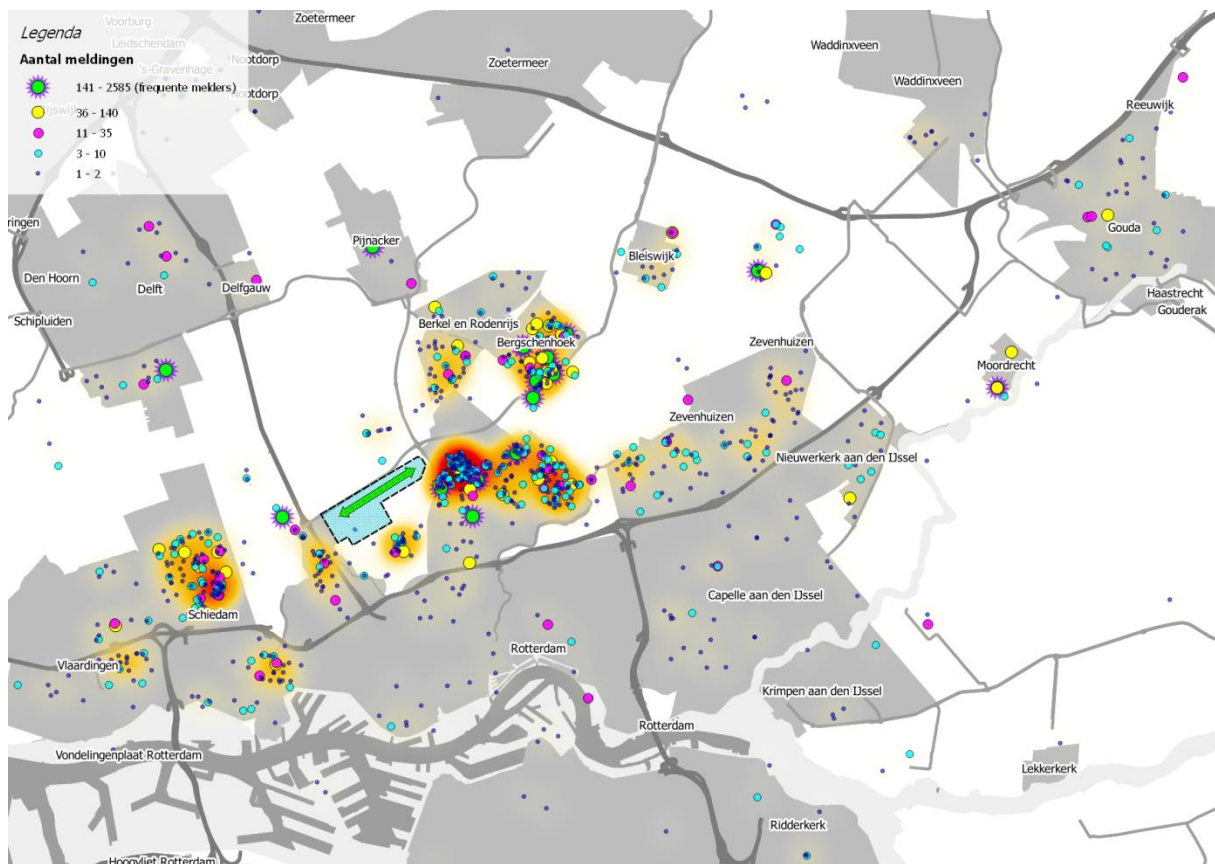 Voorburg
Zoetermeer
Legenda
Leidschendam
Waddinxveen
Aantal meldingen
's-Gravenhage
Nootdorp
Zoetermeer
Waddinxveen
141 - 2585 (frequente melders)
Nootdorp
Reeuwijk
36 - 140
11 - 35
3 - 10
1 - 2
Pijnacker
Gouda
Bleiswijk
Den Hoorn
Delft
Delfgauw
Haastrecht
Gouderak
Schipluiden
Berkel en Rodenrijs
Bergschenhoek
Zevenhuizen
Moordrecht
Zevenhuizen
Nieuwerkerk aan den IJssel
Capelle aan den IJssel
Schiedam
Rotterdam
Vlaardingen
Krimpen aan den IJssel
Rotterdam
Vondelingenplaat Rotterdam
Lekkerkerk
Ridderkerk
Hoogvliet Rotterdam